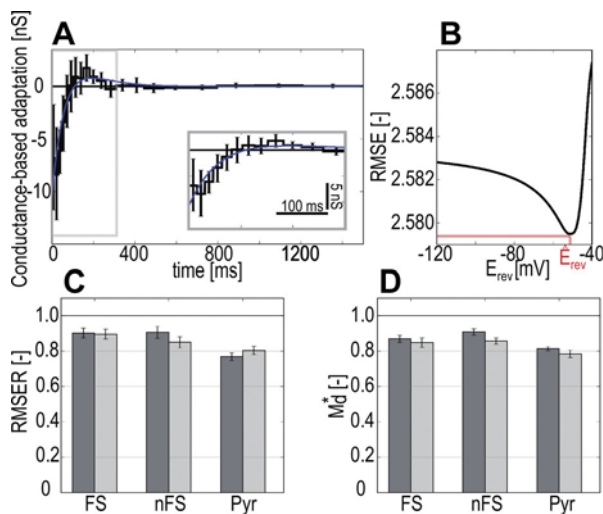 A
B
Conductance-based adaptation [nS]
0
-5
-10
0
400
800
1200
time [ms]
100 ms
5 nS
RMSE [-]
2.586
2.584
2.582
2.580
-120
-80
-40
E_rev[mV]
Ê_rev
C
D
RMSER [-]
1.0
0.8
0.6
0.4
0.2
0
FS
nFS
Pyr
Md* [-]
1.0
0.8
0.6
0.4
0.2
0
FS
nFS
Pyr